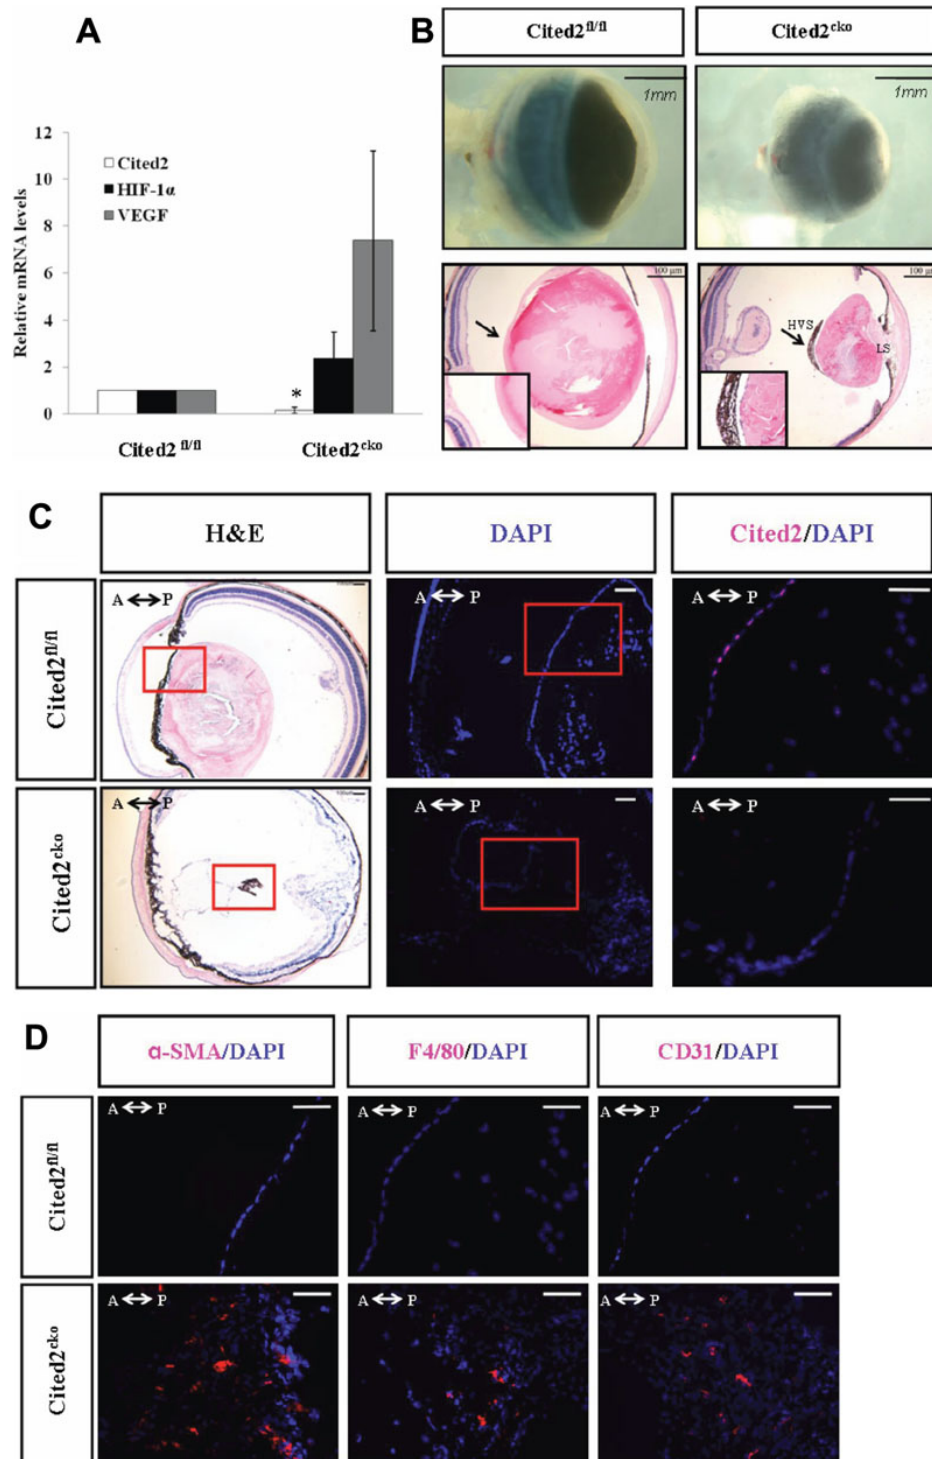 A
Relative mRNA levels
12
10
8
6
4
2
0
Cited2
HIF-1α
VEGF
*
Cited2 fl/fl
Cited2cko
B
Cited2fl/fl
Cited2cko
1mm
1mm
100 µm
100 µm
HVS
LS
C
H&E
DAPI
Cited2/DAPI
Cited2fl/fl
A ↔ P
A ↔ P
A ↔ P
Cited2cko
A ↔ P
A ↔ P
A ↔ P
D
α-SMA/DAPI
F4/80/DAPI
CD31/DAPI
Cited2fl/fl
A ↔ P
A ↔ P
A ↔ P
Cited2cko
A ↔ P
A ↔ P
A ↔ P